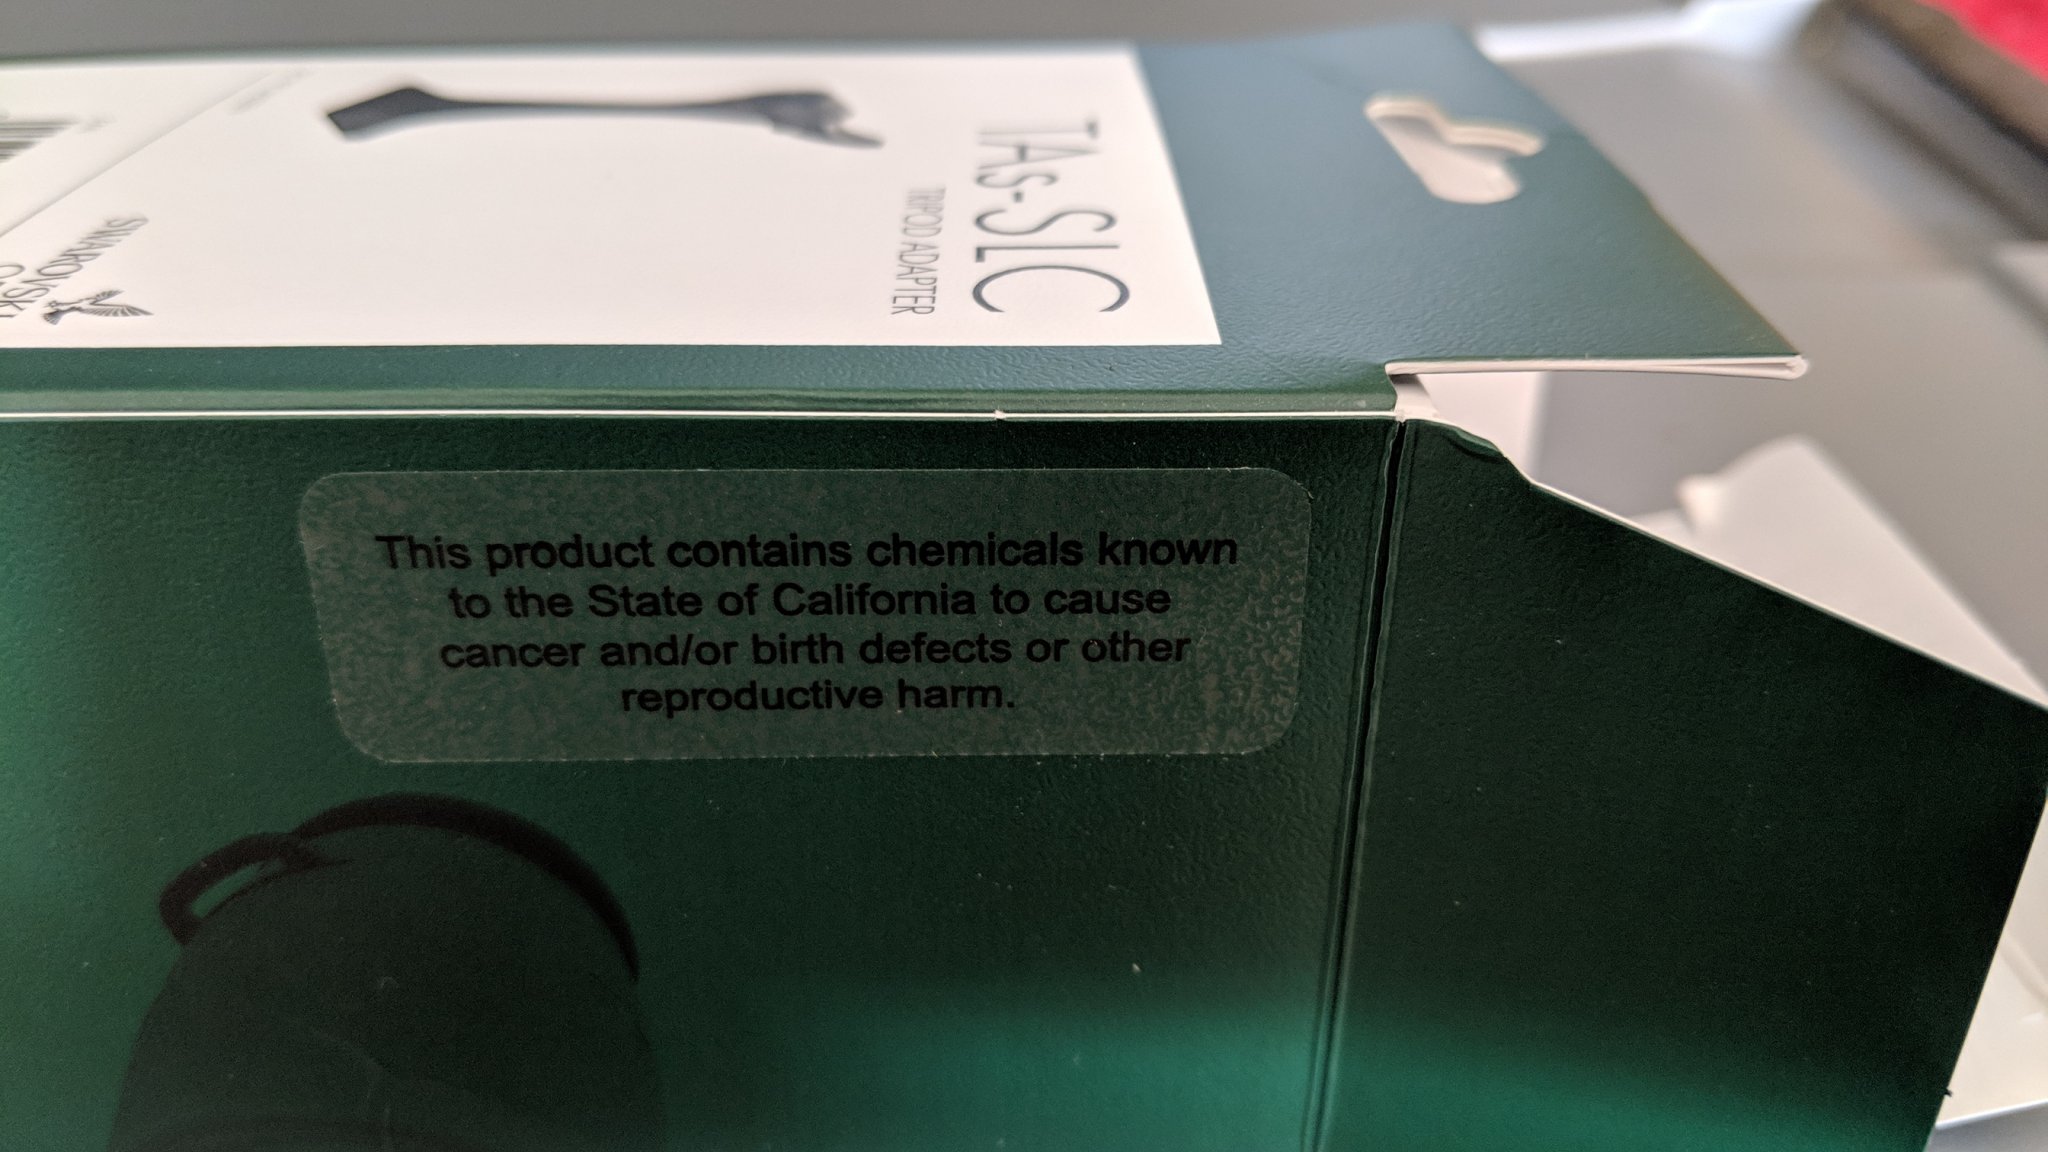 TAs-SLC
TRIPOD ADAPTER
SWAROVSKI
This product contains chemicals known
to the State of California to cause
cancer and/or birth defects or other
reproductive harm.